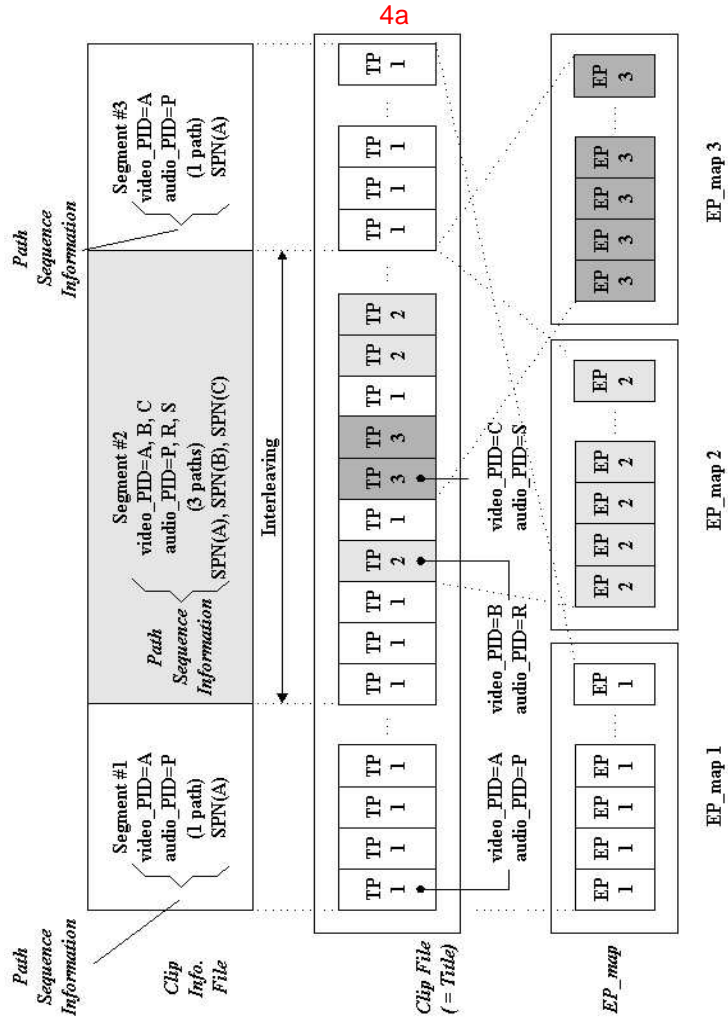 4a
Path
Sequence
Information
Path
Sequence
Information
Clip
Info.
File
Segment #1
video_PID=A
audio_PID=P
(1 path)
SPN(A)
Segment #2
video_PID=A, B, C
audio_PID=P, R, S
(3 paths)
SPN(A), SPN(B), SPN(C)
Path
Sequence
Information
Segment #3
video_PID=A
audio_PID=P
(1 path)
SPN(A)
Interleaving
Clip File
( = Title)
TP 1
TP 1
TP 1
TP 1
TP 1
TP 1
TP 1
TP 2
TP 1
TP 3
TP 3
TP 1
TP 2
TP 2
TP 1
TP 1
TP 1
TP 1
video_PID=A
audio_PID=P
video_PID=B
audio_PID=R
video_PID=C
audio_PID=S
EP_map
EP 1
EP 1
EP 1
EP 1
EP 1
EP 2
EP 2
EP 2
EP 2
EP 2
EP 3
EP 3
EP 3
EP 3
EP 3
EP_map 1
EP_map 2
EP_map 3